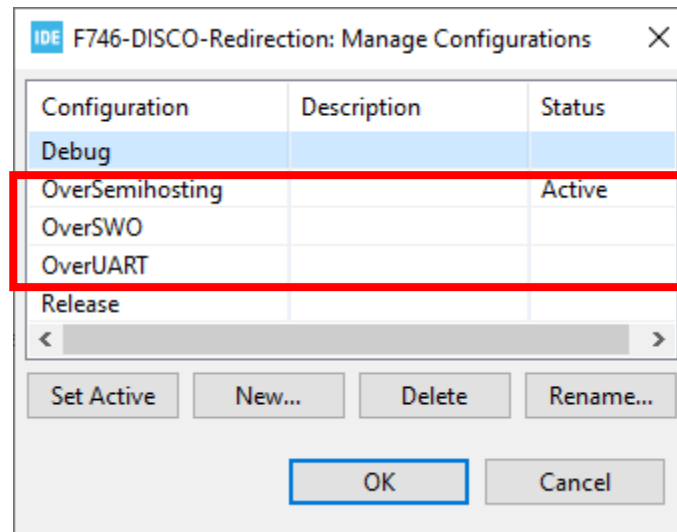 IDE F746-DISCO-Redirection: Manage Configurations
Configuration Description Status
Debug
OverSemihosting Active
OverSWO
OverUART
Release
Set Active New... Delete Rename...
OK Cancel